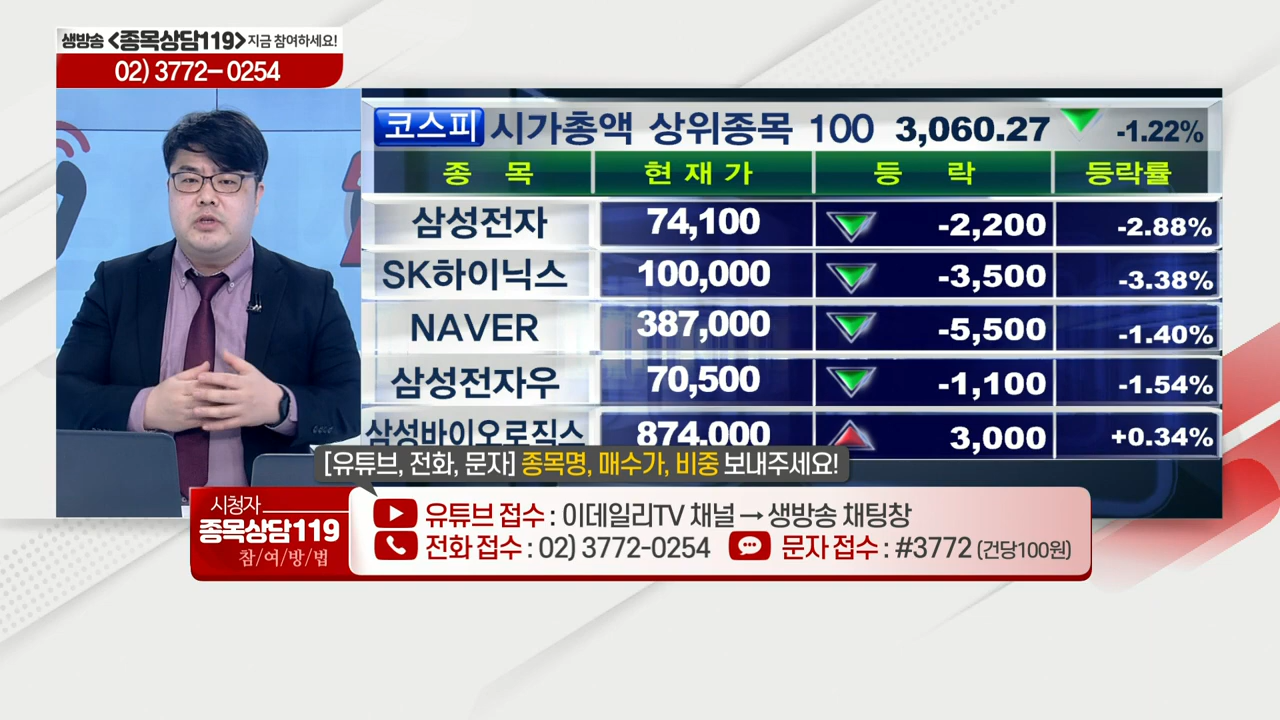 생방송 <종목상담119> 지금 참여하세요!
02) 3772-0254
코스피 시가총액 상위종목 100 3,060.27 -1.22%
종 목 현재가 등 락 등락률
삼성전자 74,100 -2,200 -2.88%
SK하이닉스 100,000 -3,500 -3.38%
NAVER 387,000 -5,500 -1.40%
삼성전자우 70,500 -1,100 -1.54%
삼성바이오로직스 874,000 3,000 +0.34%
[유튜브, 전화, 문자] 종목명, 매수가, 비중 보내주세요!
시청자
종목상담119
참/여/방/법
유튜브 접수 : 이데일리TV 채널 → 생방송 채팅창
전화 접수 : 02) 3772-0254 문자 접수 : #3772 (건당100원)